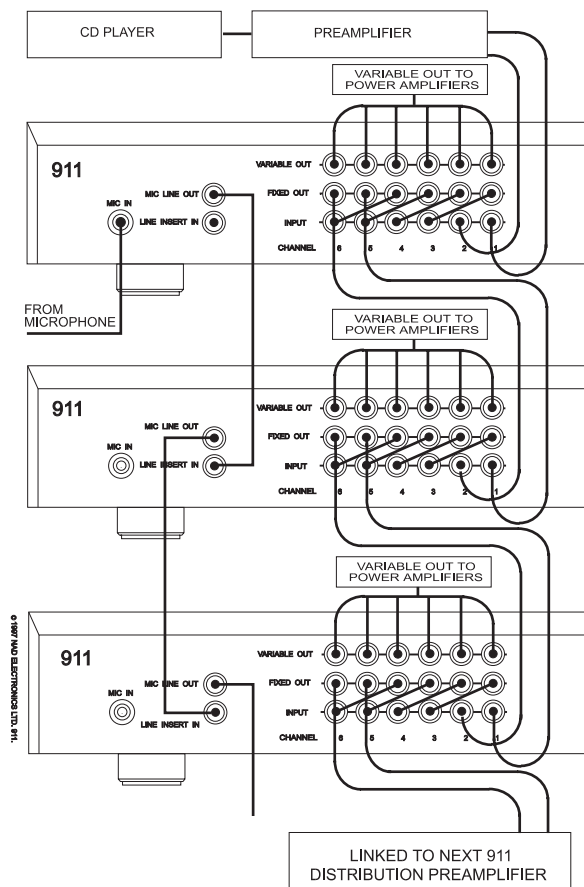 CD PLAYER
PREAMPLIFIER
VARIABLE OUT TO
POWER AMPLIFIERS
911
VARIABLE OUT
MIC LINE OUT
FIXED OUT
MIC IN
LINE INSERT IN
INPUT
CHANNEL 6 5 4 3 2 1
FROM
MICROPHONE
VARIABLE OUT TO
POWER AMPLIFIERS
911
VARIABLE OUT
MIC LINE OUT
FIXED OUT
MIC IN
LINE INSERT IN
INPUT
CHANNEL 6 5 4 3 2 1
VARIABLE OUT TO
POWER AMPLIFIERS
911
VARIABLE OUT
MIC LINE OUT
FIXED OUT
MIC IN
LINE INSERT IN
INPUT
CHANNEL 6 5 4 3 2 1
©1997 NAD ELECTRONICS LTD. 911.
LINKED TO NEXT 911
DISTRIBUTION PREAMPLIFIER